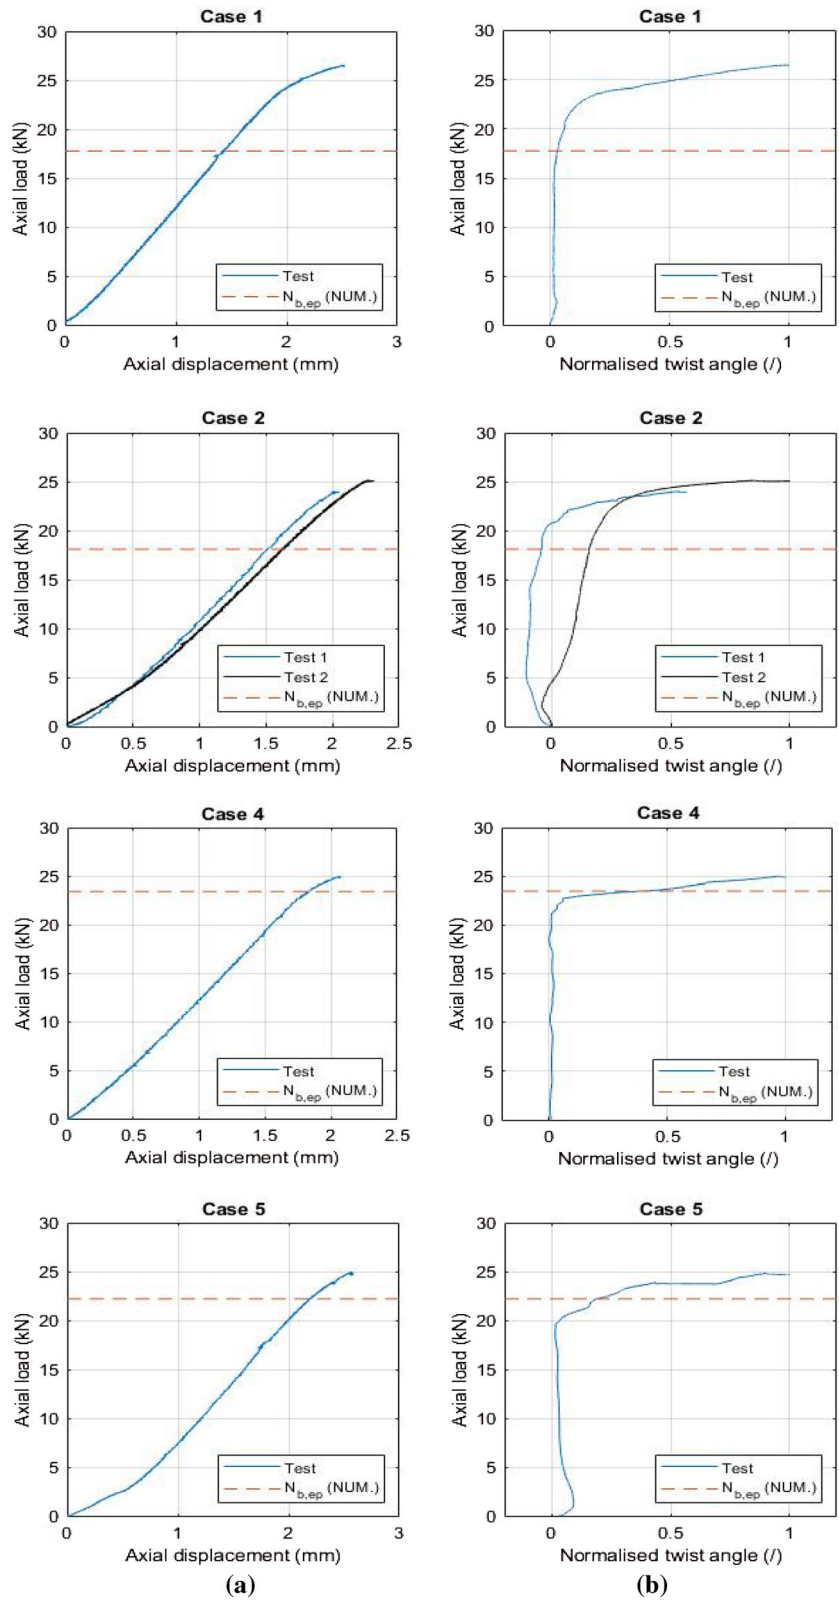 Case 1
30
25
20
15
10
5
0
Axial load (kN)
Test
N_b,ep (NUM.)
0 1 2 3
Axial displacement (mm)
Case 1
30
25
20
15
10
5
0
Axial load (kN)
Test
N_b,ep (NUM.)
0 0.5 1
Normalised twist angle (/)
Case 2
30
25
20
15
10
5
0
Axial load (kN)
Test 1
Test 2
N_b,ep (NUM.)
0 0.5 1 1.5 2 2.5
Axial displacement (mm)
Case 2
30
25
20
15
10
5
0
Axial load (kN)
Test 1
Test 2
N_b,ep (NUM.)
0 0.5 1
Normalised twist angle (/)
Case 4
30
25
20
15
10
5
0
Axial load (kN)
Test
N_b,ep (NUM.)
0 0.5 1 1.5 2 2.5
Axial displacement (mm)
Case 4
30
25
20
15
10
5
0
Axial load (kN)
Test
N_b,ep (NUM.)
0 0.5 1
Normalised twist angle (/)
Case 5
30
25
20
15
10
5
0
Axial load (kN)
Test
N_b,ep (NUM.)
0 1 2 3
Axial displacement (mm)
Case 5
30
25
20
15
10
5
0
Axial load (kN)
Test
N_b,ep (NUM.)
0 0.5 1
Normalised twist angle (/)
(a) (b)